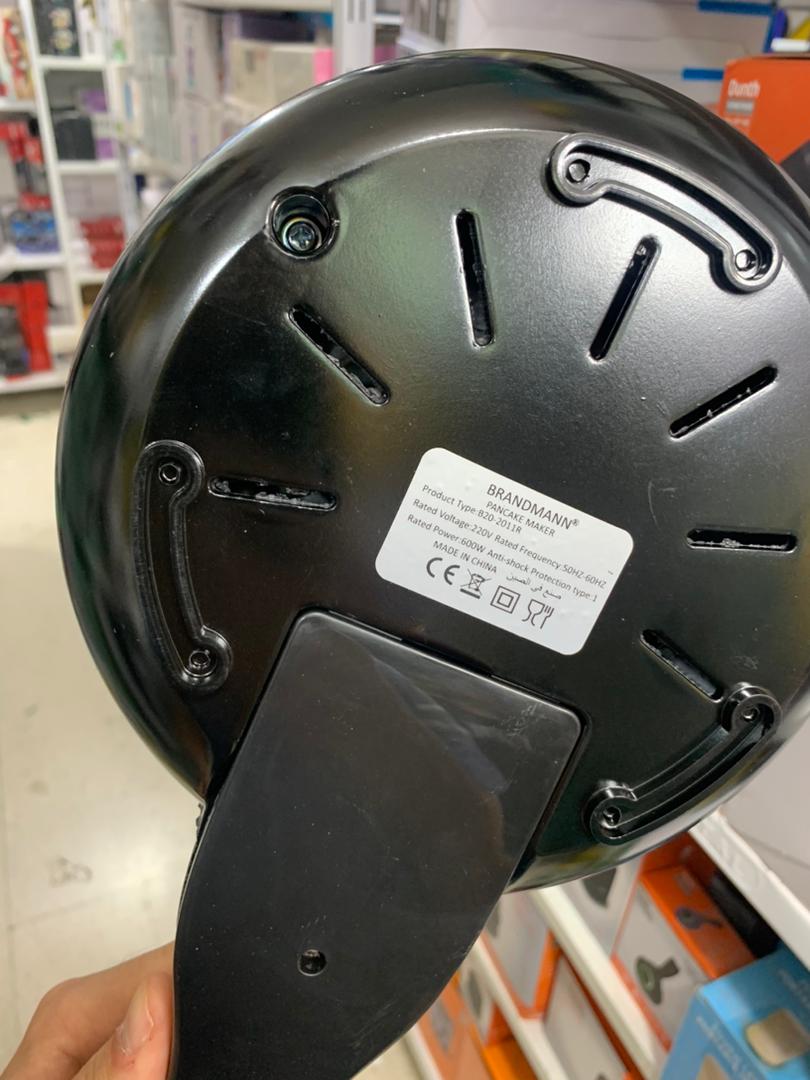 Dunth
BRANDMANN®
PANCAKE MAKER
Product Type:B20-2011R
Rated Voltage:220V Rated Frequency:50HZ-60HZ
Rated Power:600W Anti-shock Protection type:1
MADE IN CHINA صنع في الصين
CE